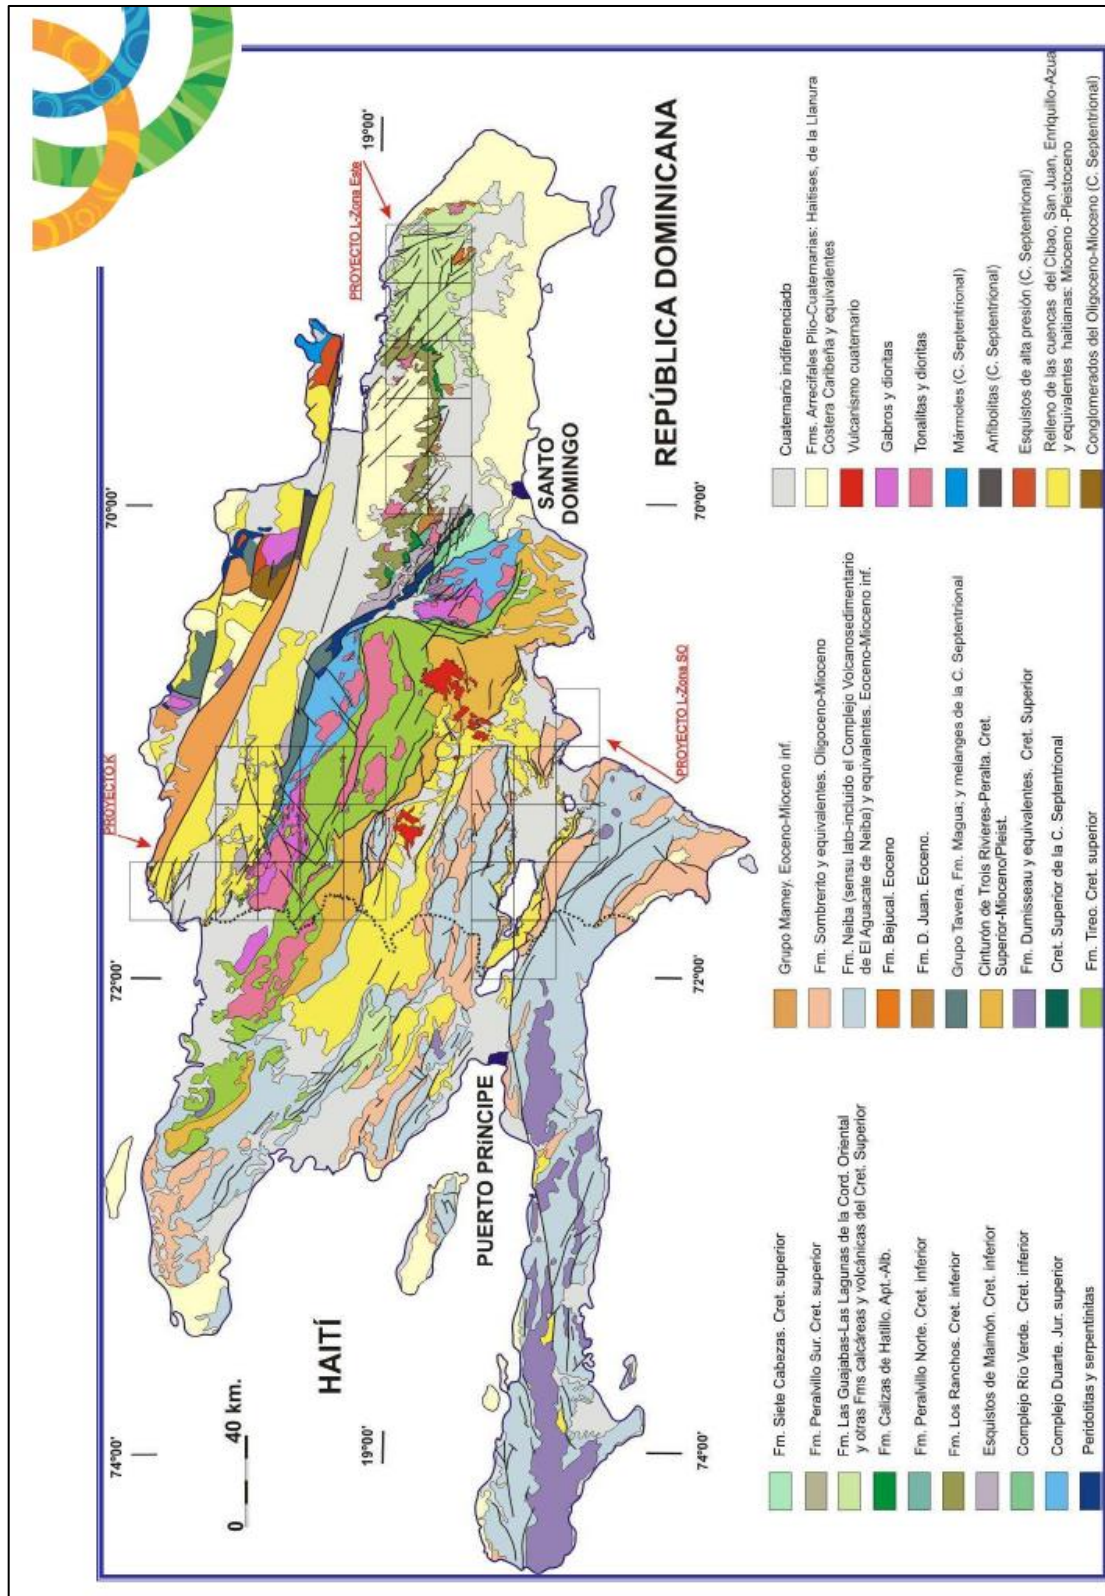 PROYECTO K
PROYECTO L-Zona Este
PROYECTO L-Zona SO
74º00'
72º00'
70º00'
19º00'
19º00'
74º00'
72º00'
70º00'
0 40 km.
HAITÍ
PUERTO PRíNCIPE
SANTO
DOMINGO
REPÚBLICA DOMINICANA
Fm. Siete Cabezas. Cret. superior
Fm. Peralvillo Sur. Cret. superior
Fm. Las Guajabas-Las Lagunas de la Cord. Oriental
y otras Fms calcáreas y volcánicas del Cret. Superior
Fm. Calizas de Hatillo. Apt.-Alb.
Fm. Peralvillo Norte. Cret. inferior
Fm. Los Ranchos. Cret. inferior
Esquistos de Maimón. Cret. inferior
Complejo Río Verde. Cret. inferior
Complejo Duarte. Jur. superior
Peridotitas y serpentinitas
Grupo Mamey. Eoceno-Mioceno inf.
Fm. Sombrerito y equivalentes. Oligoceno-Mioceno
Fm. Neiba (sensu lato-incluido el Complejo Volcanosedimentario
de El Aguacate de Neiba) y equivalentes. Eoceno-Mioceno inf.
Fm. Bejucal. Eoceno
Fm. D. Juan. Eoceno.
Grupo Tavera. Fm. Magua; y melanges de la C. Septentrional
Cinturón de Trois Rivieres-Peralta. Cret.
Superior-Mioceno/Pleist.
Fm. Dumisseau y equivalentes. Cret. Superior
Cret. Superior de la C. Septentrional
Fm. Tireo. Cret. superior
Cuaternario indiferenciado
Fms. Arrecifales Plio-Cuaternarias: Haitises, de la Llanura
Costera Caribeña y equivalentes
Vulcanismo cuaternario
Gabros y dioritas
Tonalitas y dioritas
Mármoles (C. Septentrional)
Anfibolitas (C. Septentrional)
Esquistos de alta presión (C. Septentrional)
Relleno de las cuencas del Cibao, San Juan, Enriquillo-Azua
y equivalentes haitianas: Mioceno -Pleistoceno
Conglomerados del Oligoceno-Mioceno (C. Septentrional)